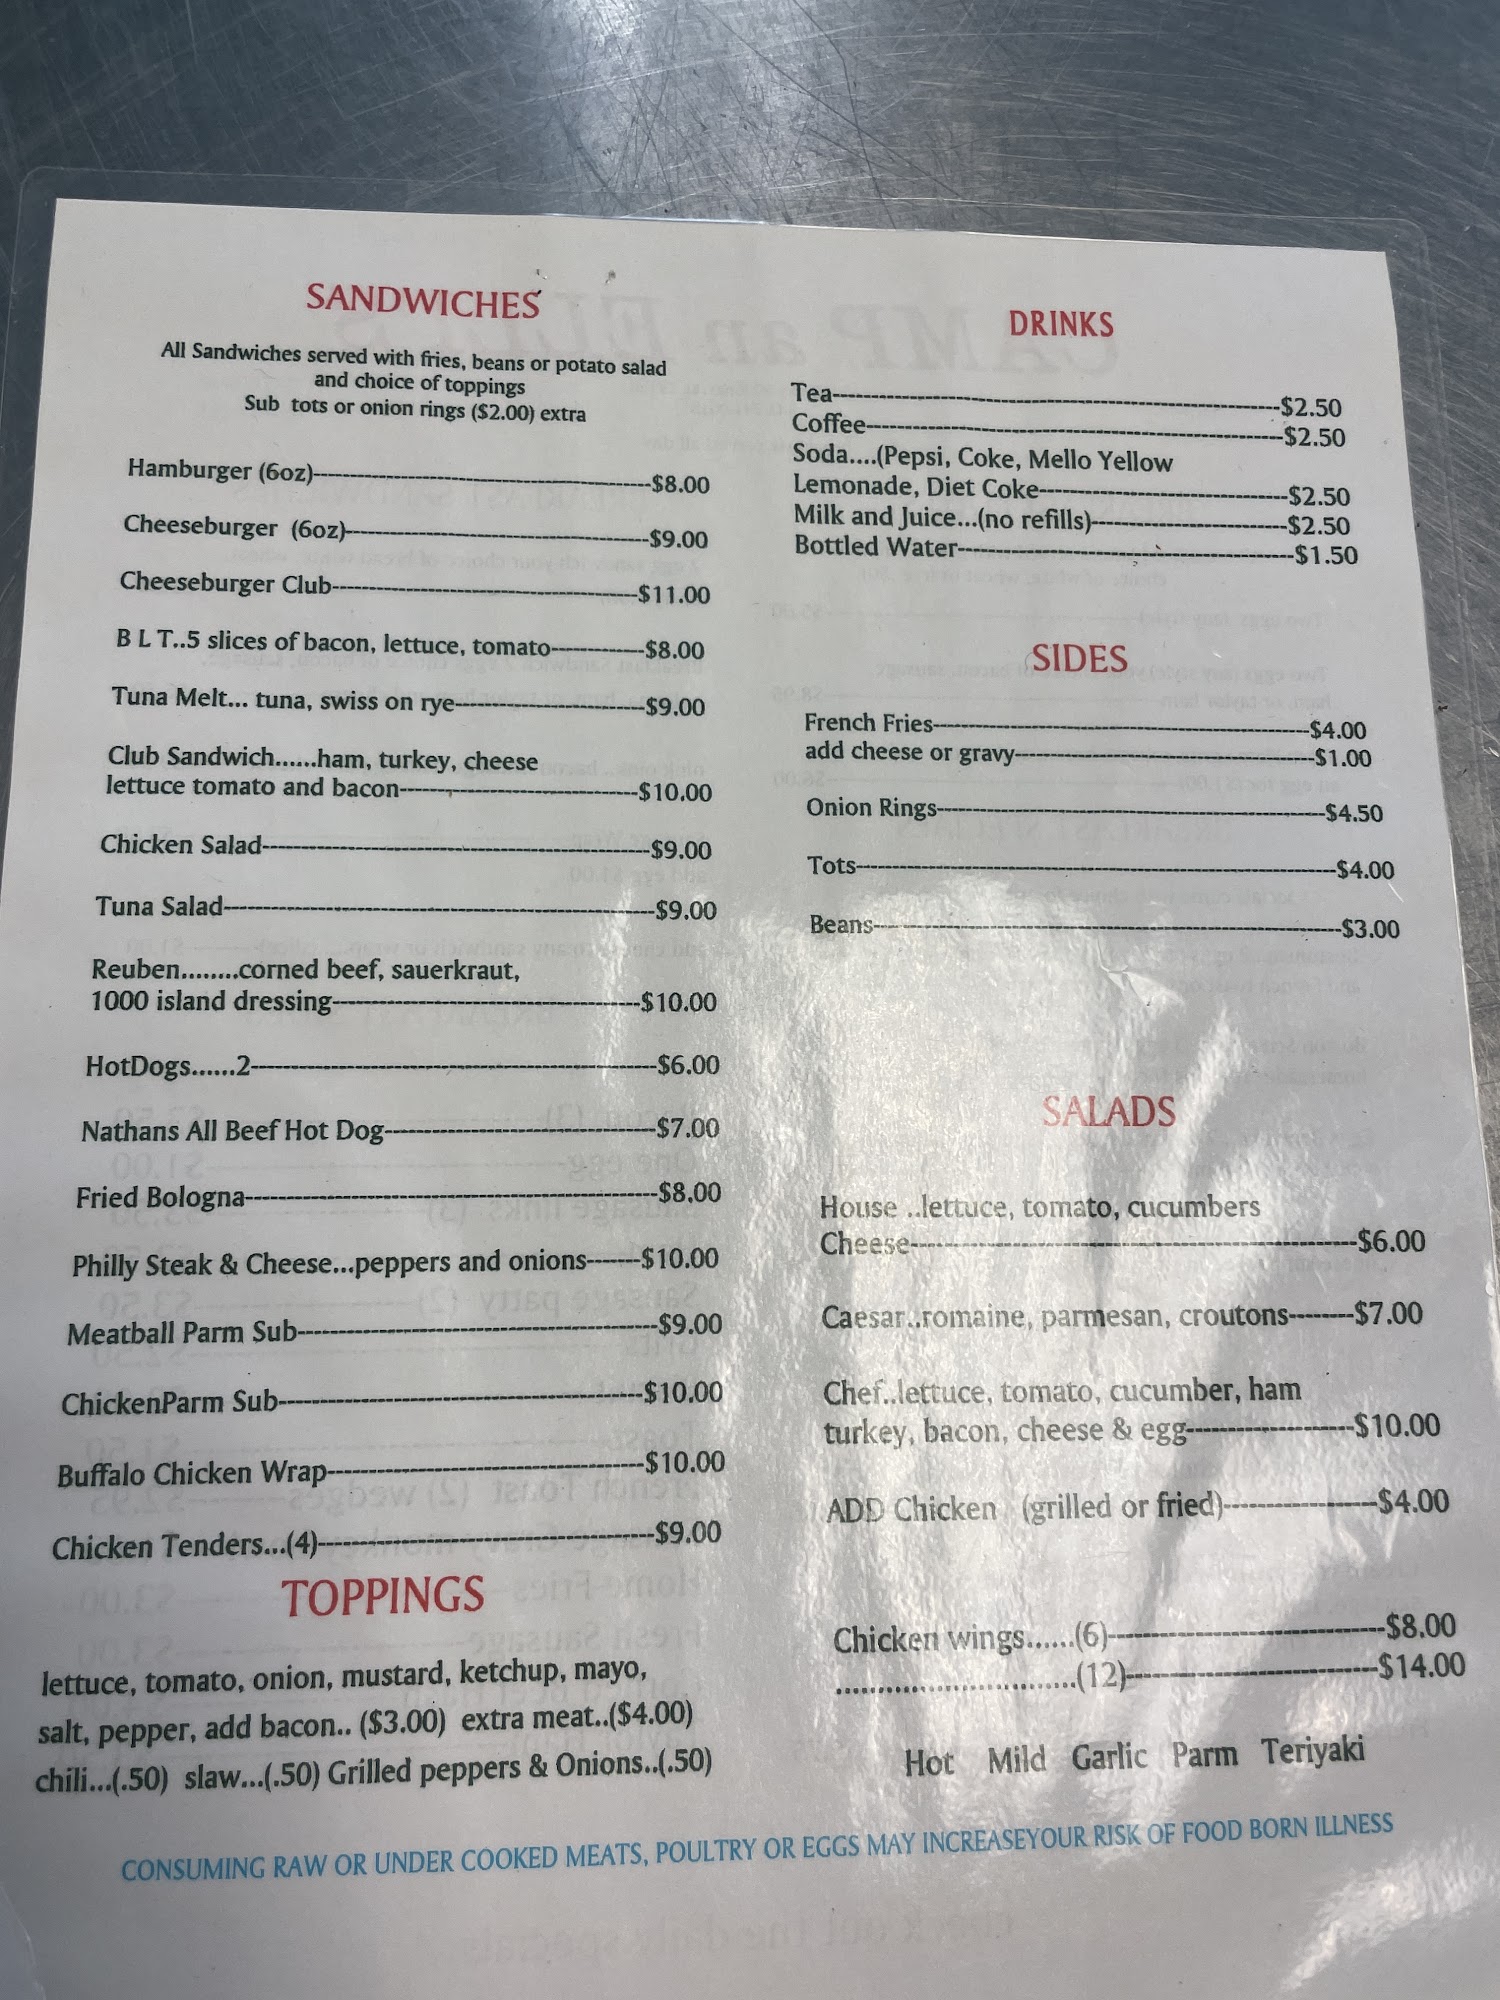 SANDWICHES
All Sandwiches served with fries, beans or potato salad
and choice of toppings
Sub tots or onion rings ($2.00) extra
Hamburger (6oz)---$8.00
Cheeseburger (6oz)---$9.00
Cheeseburger Club---$11.00
B L T..5 slices of bacon, lettuce, tomato---$8.00
Tuna Melt... tuna, swiss on rye---$9.00
Club Sandwich......ham, turkey, cheese
lettuce tomato and bacon---$10.00
Chicken Salad---$9.00
Tuna Salad---$9.00
Reuben........corned beef, sauerkraut,
1000 island dressing---$10.00
HotDogs......2---$6.00
Nathans All Beef Hot Dog---$7.00
Fried Bologna---$8.00
Philly Steak & Cheese...peppers and onions---$10.00
Meatball Parm Sub---$9.00
ChickenParm Sub---$10.00
Buffalo Chicken Wrap---$10.00
Chicken Tenders...(4)---$9.00
TOPPINGS
lettuce, tomato, onion, mustard, ketchup, mayo,
salt, pepper, add bacon.. ($3.00) extra meat..($4.00)
chili...(.50) slaw...(.50) Grilled peppers & Onions..(.50)
DRINKS
Tea---$2.50
Coffee---$2.50
Soda....(Pepsi, Coke, Mello Yellow
Lemonade, Diet Coke---$2.50
Milk and Juice...(no refills)---$2.50
Bottled Water---$1.50
SIDES
French Fries---$4.00
add cheese or gravy---$1.00
Onion Rings---$4.50
Tots---$4.00
Beans---$3.00
SALADS
House ..lettuce, tomato, cucumbers
Cheese---$6.00
Caesar..romaine, parmesan, croutons---$7.00
Chef..lettuce, tomato, cucumber, ham
turkey, bacon, cheese & egg---$10.00
ADD Chicken (grilled or fried)---$4.00
Chicken wings......(6)---$8.00
............................(12)---$14.00
Hot Mild Garlic Parm Teriyaki
CONSUMING RAW OR UNDER COOKED MEATS, POULTRY OR EGGS MAY INCREASEYOUR RISK OF FOOD BORN ILLNESS